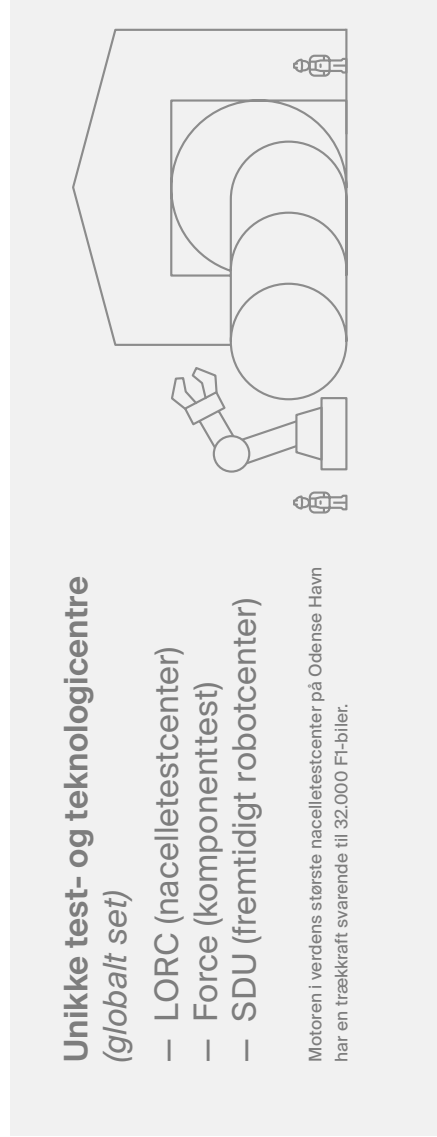 Unikke test- og teknologicentre
(globalt set)
— LORC (nacelletestcenter)
— Force (komponenttest)
— SDU (fremtidigt robotcenter)
Motoren i verdens største nacelletestcenter på Odense Havn
har en trækkraft svarende til 32.000 F1-biler.